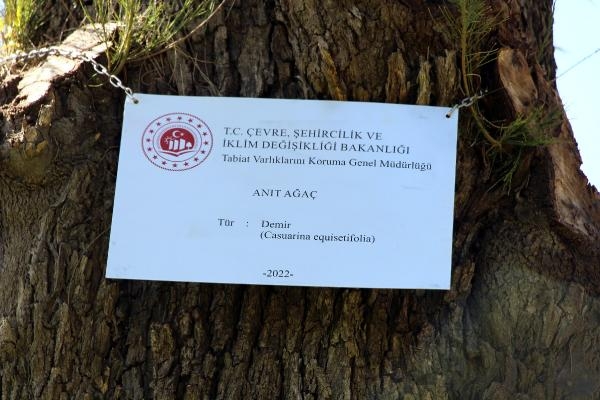 T.C. ÇEVRE, ŞEHİRCİLİK VE
İKLİM DEĞİŞİKLİĞİ BAKANLIĞI
Tabiat Varlıklarını Koruma Genel Müdürlüğü
ANIT AĞAÇ
Tür : Demir
(Casuarina equisetifolia)
-2022-